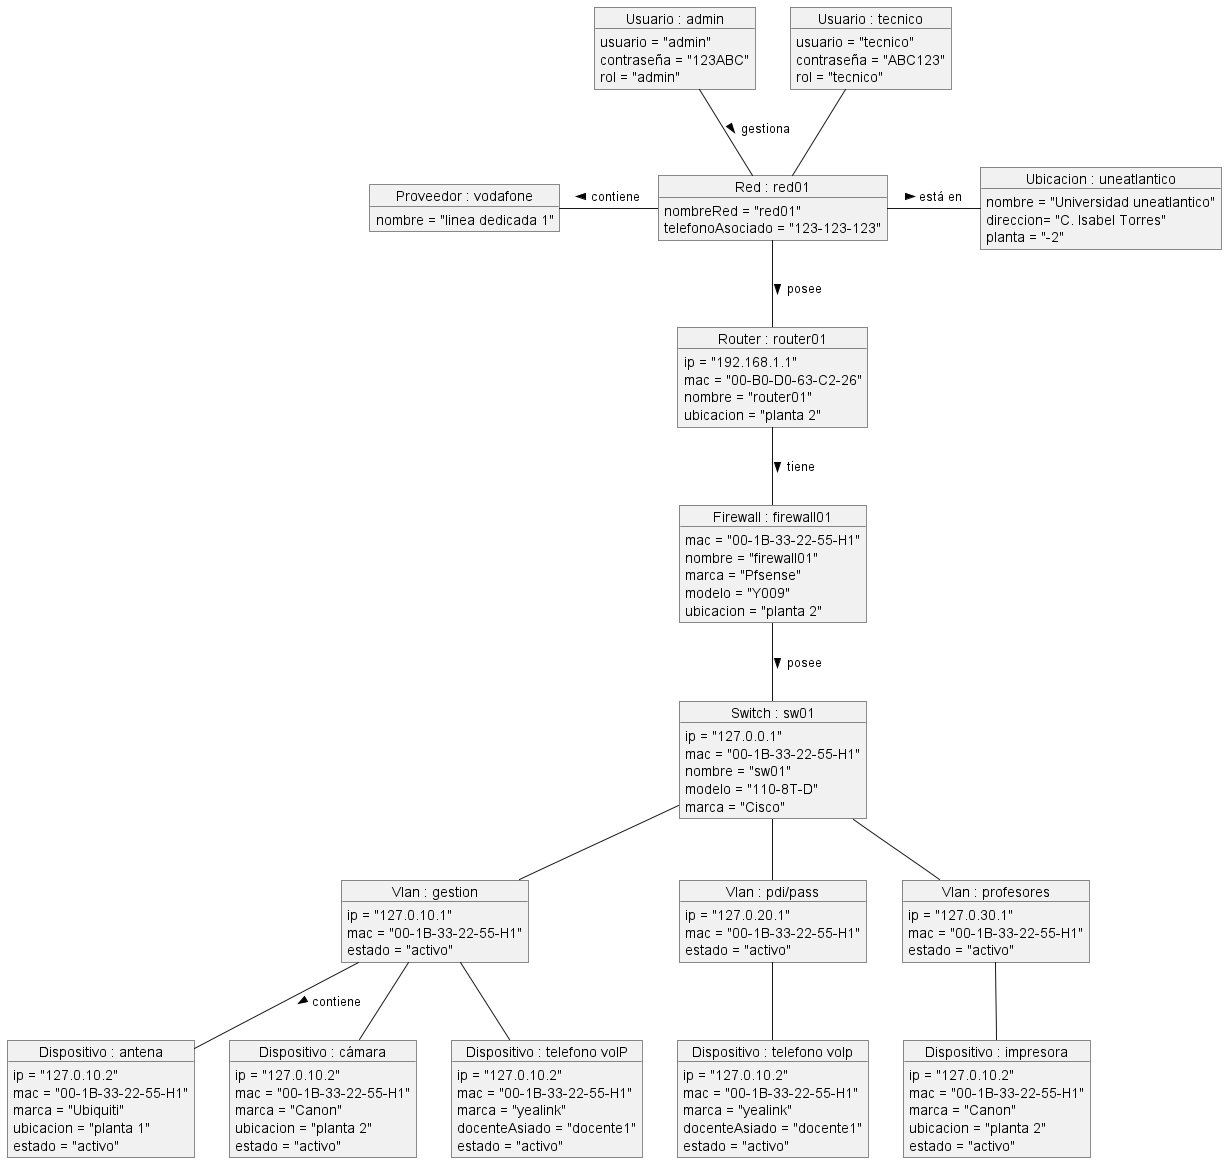 Usuario : admin
usuario = "admin"
contraseña = "123ABC"
rol = "admin"
Usuario : tecnico
usuario = "tecnico"
contraseña = "ABC123"
rol = "tecnico"
gestiona
Proveedor : vodafone
nombre = "linea dedicada 1"
contiene
Red : red01
nombreRed = "red01"
telefonoAsociado = "123-123-123"
está en
Ubicacion : uneatlantico
nombre = "Universidad uneatlantico"
direccion= "C. Isabel Torres"
planta = "-2"
posee
Router : router01
ip = "192.168.1.1"
mac = "00-B0-D0-63-C2-26"
nombre = "router01"
ubicacion = "planta 2"
tiene
Firewall : firewall01
mac = "00-1B-33-22-55-H1"
nombre = "firewall01"
marca = "Pfsense"
modelo = "Y009"
ubicacion = "planta 2"
posee
Switch : sw01
ip = "127.0.0.1"
mac = "00-1B-33-22-55-H1"
nombre = "sw01"
modelo = "110-8T-D"
marca = "Cisco"
Vlan : gestion
ip = "127.0.10.1"
mac = "00-1B-33-22-55-H1"
estado = "activo"
Vlan : pdi/pass
ip = "127.0.20.1"
mac = "00-1B-33-22-55-H1"
estado = "activo"
Vlan : profesores
ip = "127.0.30.1"
mac = "00-1B-33-22-55-H1"
estado = "activo"
contiene
Dispositivo : antena
ip = "127.0.10.2"
mac = "00-1B-33-22-55-H1"
marca = "Ubiquiti"
ubicacion = "planta 1"
estado = "activo"
Dispositivo : cámara
ip = "127.0.10.2"
mac = "00-1B-33-22-55-H1"
marca = "Canon"
ubicacion = "planta 2"
estado = "activo"
Dispositivo : telefono voIP
ip = "127.0.10.2"
mac = "00-1B-33-22-55-H1"
marca = "yealink"
docenteAsiado = "docente1"
estado = "activo"
Dispositivo : telefono voIp
ip = "127.0.10.2"
mac = "00-1B-33-22-55-H1"
marca = "yealink"
docenteAsiado = "docente1"
estado = "activo"
Dispositivo : impresora
ip = "127.0.10.2"
mac = "00-1B-33-22-55-H1"
marca = "Canon"
ubicacion = "planta 2"
estado = "activo"